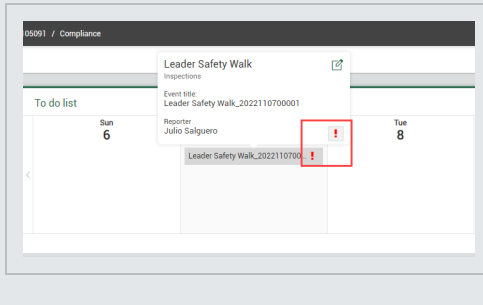 05091 / Compliance
Leader Safety Walk
Inspections
Event title:
Leader Safety Walk_2022110700001
Reporter
Julio Salguero
To do list
Sun
6
Tue
8
Leader Safety Walk_2022110700...